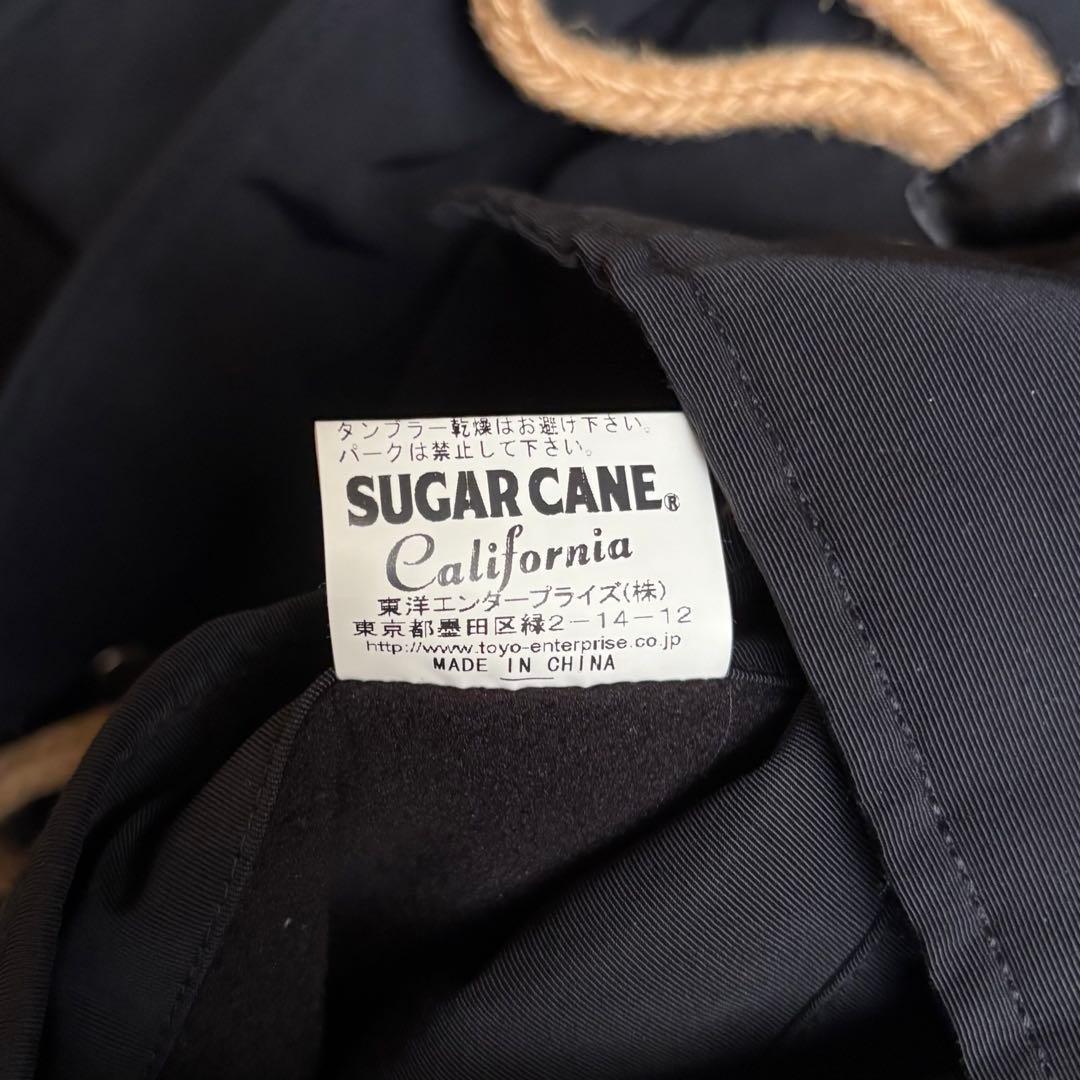 タンブラー乾燥はお避け下さい。
パークは禁止して下さい。
SUGAR CANE®
California
東洋エンタープライズ(株)
東京都墨田区緑2-14-12
http://www.toyo-enterprise.co.jp
MADE IN CHINA